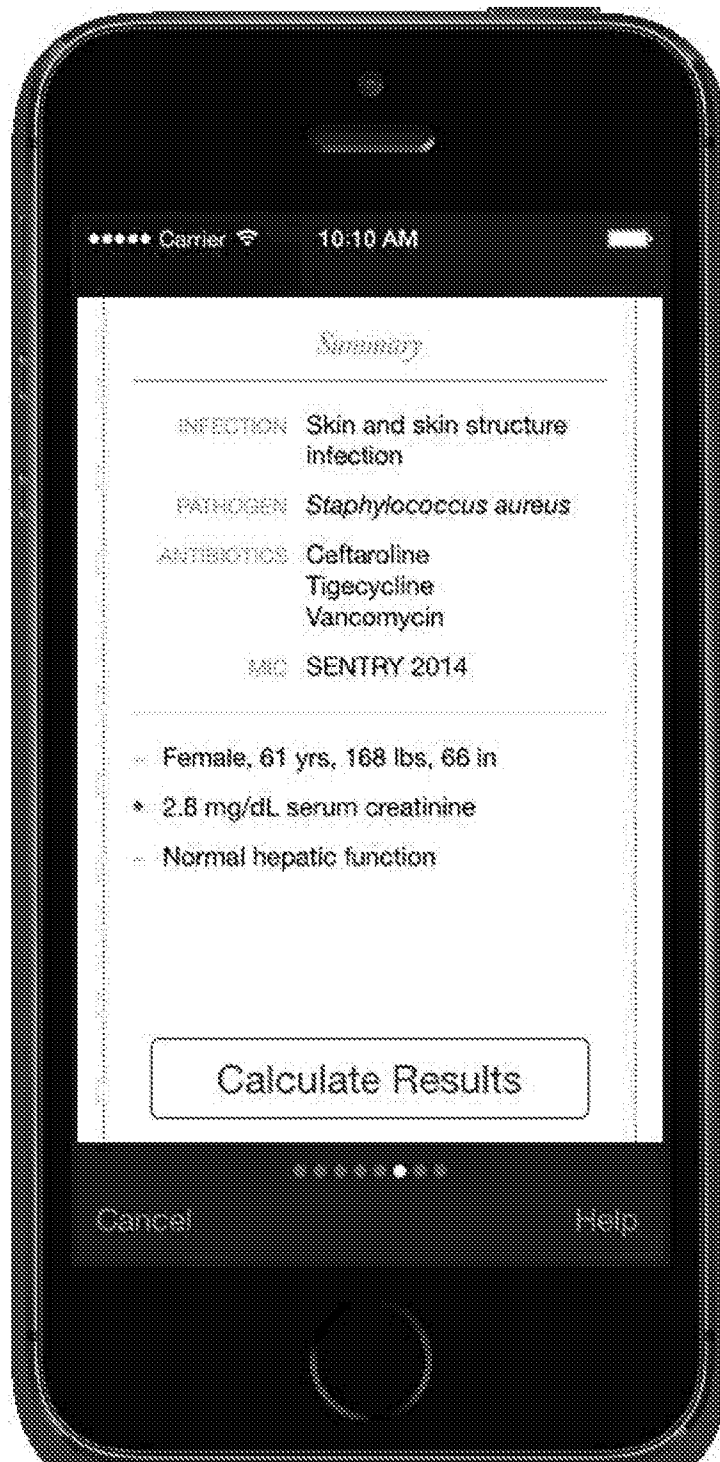 Carrier 10:10 AM
Summary
INFECTION Skin and skin structure
infection
PATHOGEN Staphylococcus aureus
ANTIBIOTICS Ceftaroline
Tigecycline
Vancomycin
MIC SENTRY 2014
– Female, 61 yrs, 168 lbs, 66 in
• 2.8 mg/dL serum creatinine
– Normal hepatic function
Calculate Results
Cancel Help